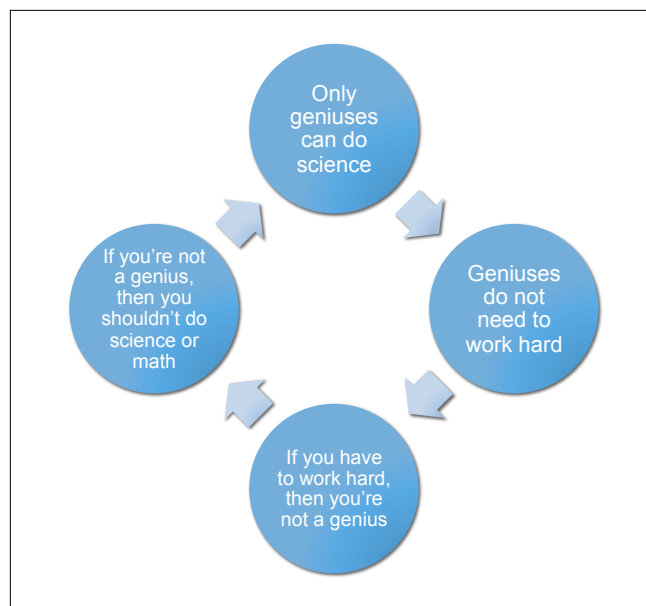 Only
geniuses
can do
science
Geniuses
do not
need to
work hard
If you have
to work hard,
then you’re
not a genius
If you’re not
a genius,
then you
shouldn’t do
science or
math